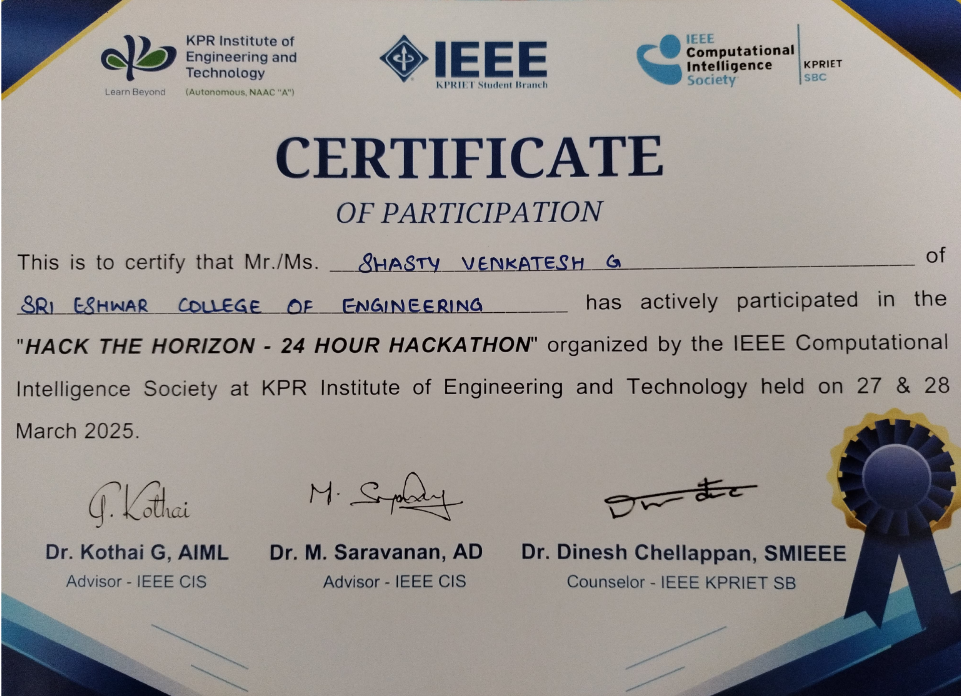 KPR Institute of
Engineering and
Technology
Learn Beyond
(Autonomous, NAAC "A")
IEEE
KPRIET Student Branch
IEEE
Computational
Intelligence
Society
KPRIET
SBC
CERTIFICATE
OF PARTICIPATION
This is to certify that Mr./Ms. SHASTY VENKATESH G of
SRI ESHWAR COLLEGE OF ENGINEERING has actively participated in the
"HACK THE HORIZON - 24 HOUR HACKATHON" organized by the IEEE Computational
Intelligence Society at KPR Institute of Engineering and Technology held on 27 & 28
March 2025.
G. Kothai
Dr. Kothai G, AIML
Advisor - IEEE CIS
M.
Dr. M. Saravanan, AD
Advisor - IEEE CIS
Dr. Dinesh Chellappan, SMIEEE
Counselor - IEEE KPRIET SB